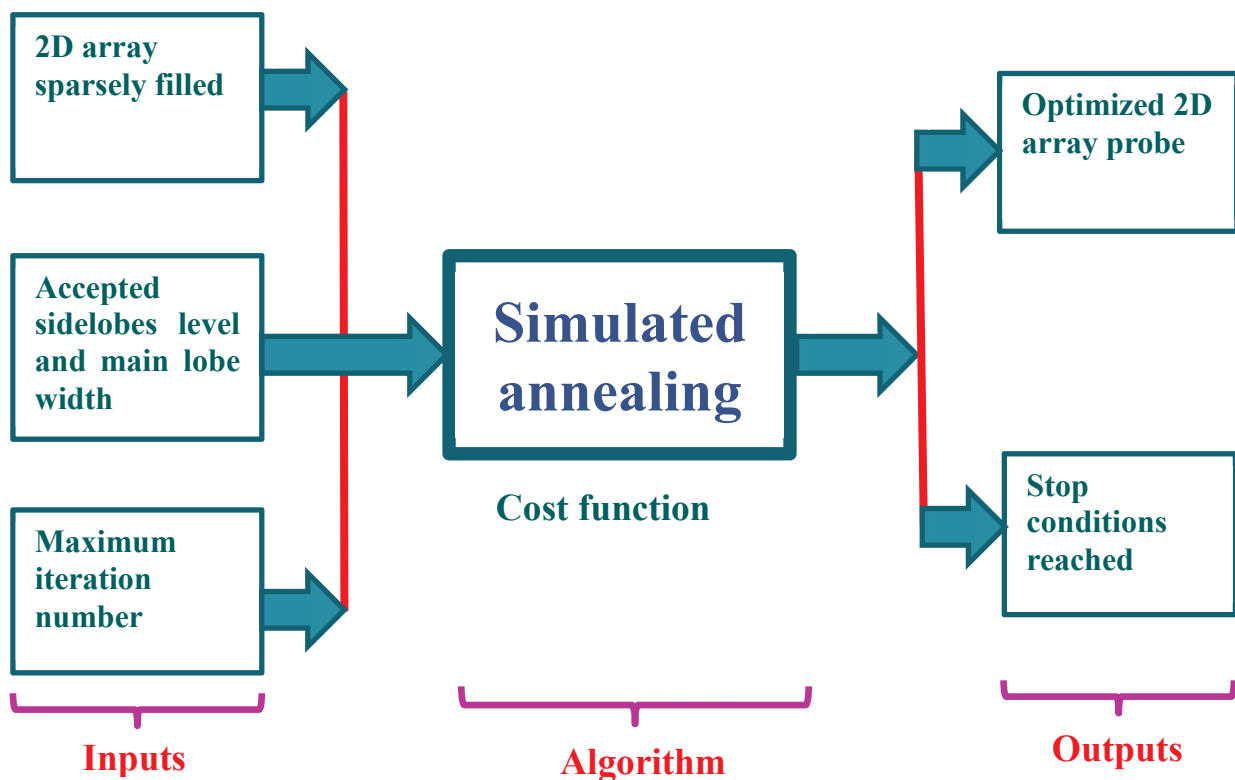 2D array
sparsely filled
Accepted
sidelobes level
and main lobe
width
Maximum
iteration
number
Inputs
Simulated
annealing
Cost function
Algorithm
Optimized 2D
array probe
Stop
conditions
reached
Outputs